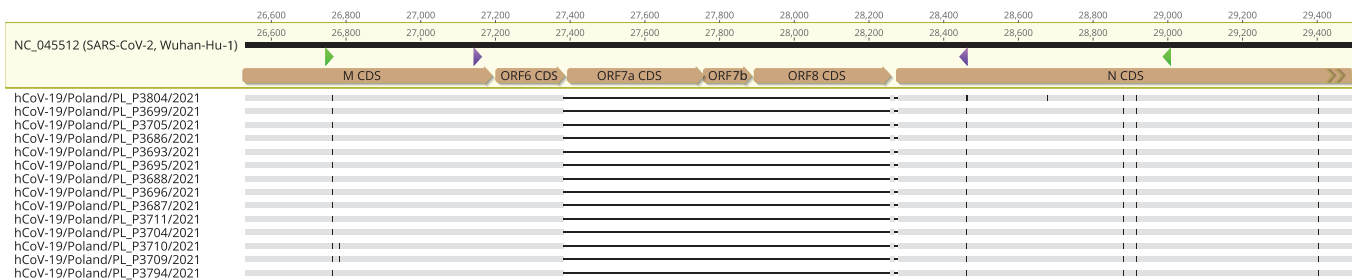 26,600 26,800 27,000 27,200 27,400 27,600 27,800 28,000 28,200 28,400 28,600 28,800 29,000 29,200 29,400
26,600 26,800 27,000 27,200 27,400 27,600 27,800 28,000 28,200 28,400 28,600 28,800 29,000 29,200 29,400
NC_045512 (SARS-CoV-2, Wuhan-Hu-1)
M CDS ORF6 CDS ORF7a CDS ORF7b ORF8 CDS N CDS
hCoV-19/Poland/PL_P3804/2021
hCoV-19/Poland/PL_P3699/2021
hCoV-19/Poland/PL_P3705/2021
hCoV-19/Poland/PL_P3686/2021
hCoV-19/Poland/PL_P3693/2021
hCoV-19/Poland/PL_P3695/2021
hCoV-19/Poland/PL_P3688/2021
hCoV-19/Poland/PL_P3696/2021
hCoV-19/Poland/PL_P3687/2021
hCoV-19/Poland/PL_P3711/2021
hCoV-19/Poland/PL_P3704/2021
hCoV-19/Poland/PL_P3710/2021
hCoV-19/Poland/PL_P3709/2021
hCoV-19/Poland/PL_P3794/2021